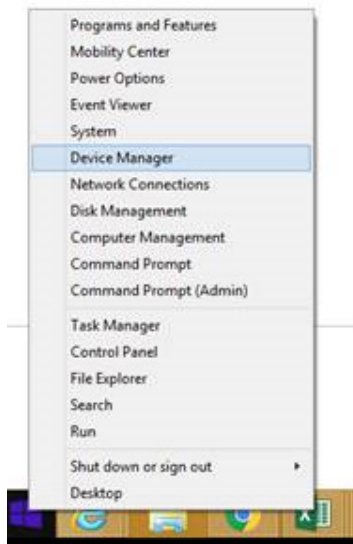 Programs and Features
Mobility Center
Power Options
Event Viewer
System
Device Manager
Network Connections
Disk Management
Computer Management
Command Prompt
Command Prompt (Admin)
Task Manager
Control Panel
File Explorer
Search
Run
Shut down or sign out
Desktop